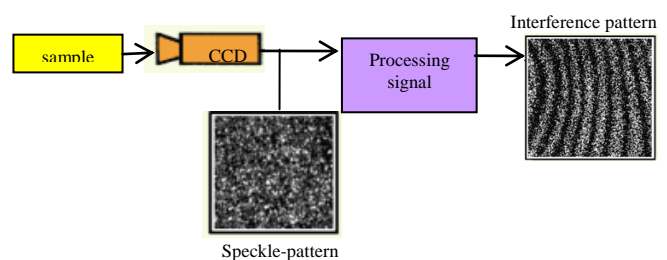 Interference pattern
sample
CCD
Processing
signal
Speckle-pattern